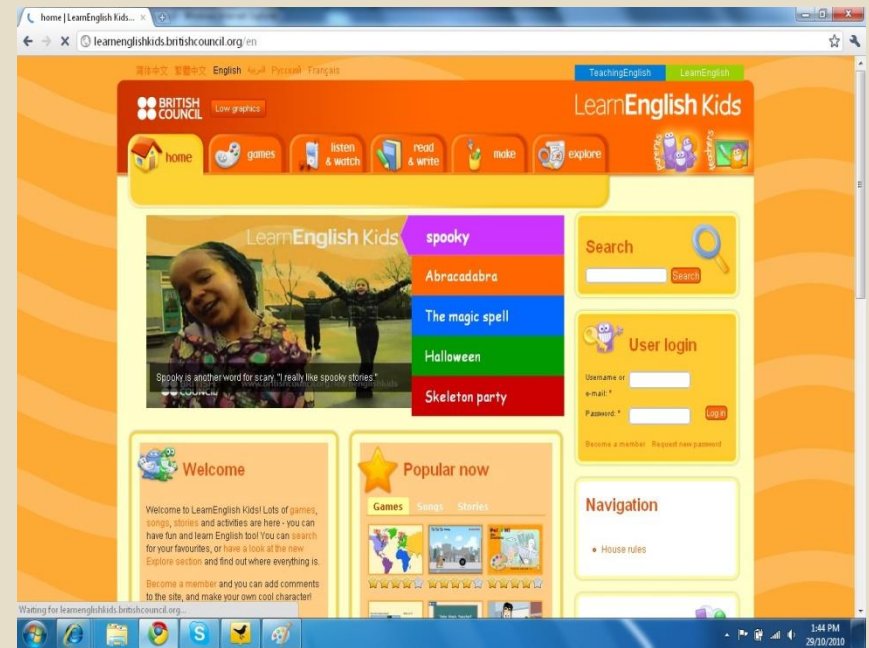 home | LearnEnglish Kids...
learnenglishkids.britishcouncil.org/en
简体中文 繁體中文 English العربية Русский Français
TeachingEnglish LearnEnglish
BRITISH
COUNCIL
Low graphics
LearnEnglish Kids
home
games
listen
& watch
read
& write
make
explore
parents
teachers
LearnEnglish Kids
spooky
Abracadabra
The magic spell
Halloween
Skeleton party
Spooky is another word for scary. "I really like spooky stories."
Search
Search
User login
Username or
e-mail: *
Password: *
Log in
Become a member Request new password
Welcome
Welcome to LearnEnglish Kids! Lots of games,
songs, stories and activities are here - you can
have fun and learn English too! You can search
for your favourites, or have a look at the new
Explore section and find out where everything is.
Become a member and you can add comments
to the site, and make your own cool character!
Popular now
Games Songs Stories
Navigation
House rules
Waiting for learnenglishkids.britishcouncil.org...
1:44 PM
29/10/2010